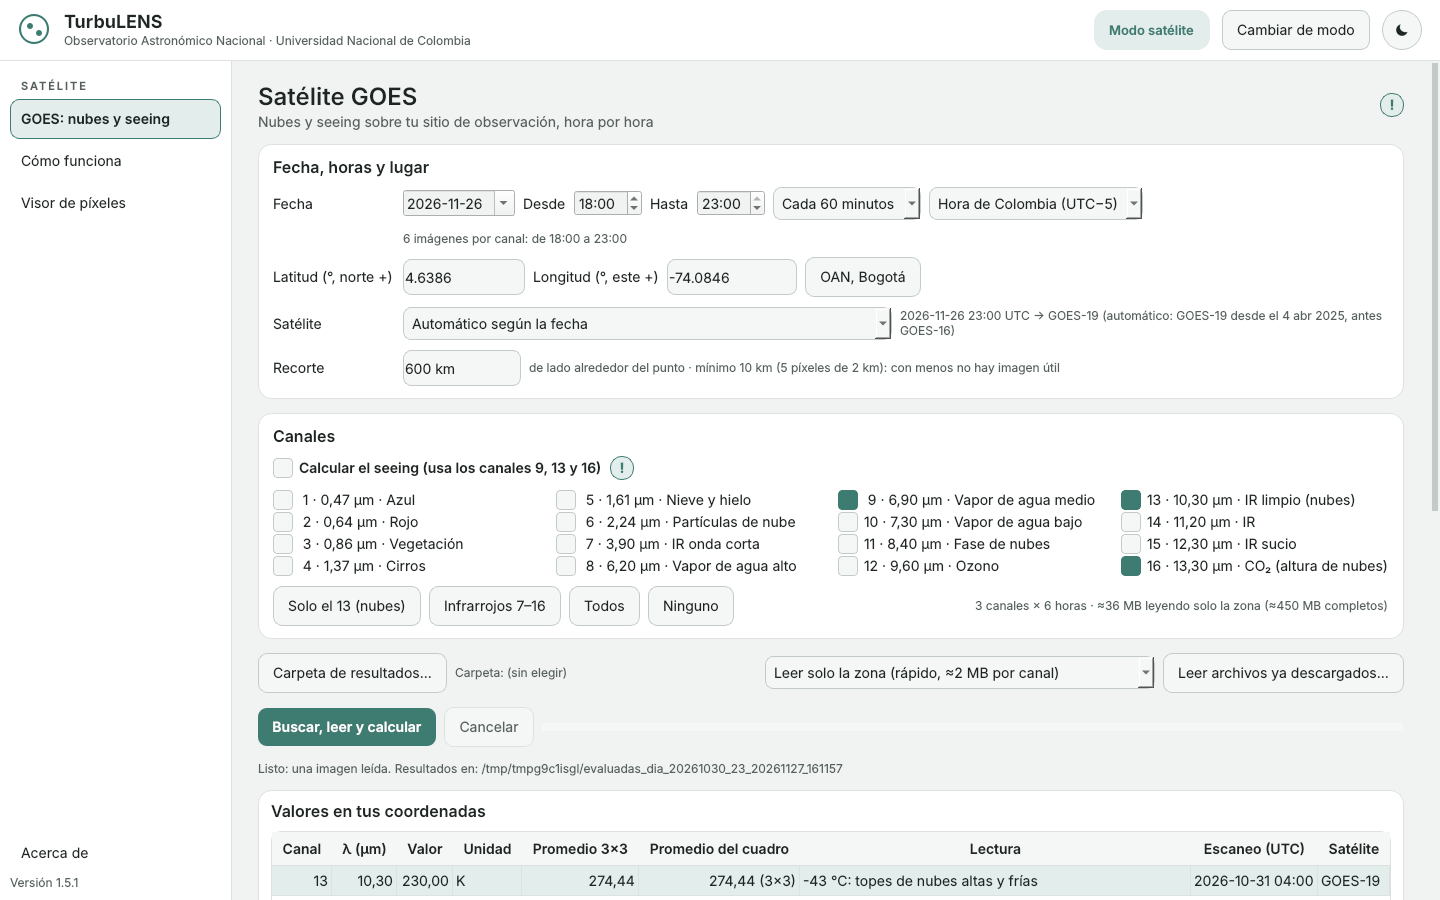 TurbuLENS
Observatorio Astronómico Nacional · Universidad Nacional de Colombia
Modo satélite
Cambiar de modo
SATÉLITE
GOES: nubes y seeing
Cómo funciona
Visor de píxeles
Acerca de
Versión 1.5.1
Satélite GOES
!
Nubes y seeing sobre tu sitio de observación, hora por hora
Fecha, horas y lugar
Fecha 2026-11-26 Desde 18:00 Hasta 23:00 Cada 60 minutos Hora de Colombia (UTC−5)
6 imágenes por canal: de 18:00 a 23:00
Latitud (°, norte +) 4.6386 Longitud (°, este +) -74.0846 OAN, Bogotá
Satélite Automático según la fecha 2026-11-26 23:00 UTC → GOES-19 (automático: GOES-19 desde el 4 abr 2025, antes
GOES-16)
Recorte 600 km de lado alrededor del punto · mínimo 10 km (5 píxeles de 2 km): con menos no hay imagen útil
Canales
Calcular el seeing (usa los canales 9, 13 y 16) !
1 · 0,47 µm · Azul 5 · 1,61 µm · Nieve y hielo 9 · 6,90 µm · Vapor de agua medio 13 · 10,30 µm · IR limpio (nubes)
2 · 0,64 µm · Rojo 6 · 2,24 µm · Partículas de nube 10 · 7,30 µm · Vapor de agua bajo 14 · 11,20 µm · IR
3 · 0,86 µm · Vegetación 7 · 3,90 µm · IR onda corta 11 · 8,40 µm · Fase de nubes 15 · 12,30 µm · IR sucio
4 · 1,37 µm · Cirros 8 · 6,20 µm · Vapor de agua alto 12 · 9,60 µm · Ozono 16 · 13,30 µm · CO₂ (altura de nubes)
Solo el 13 (nubes) Infrarrojos 7–16 Todos Ninguno 3 canales × 6 horas · ≈36 MB leyendo solo la zona (≈450 MB completos)
Carpeta de resultados... Carpeta: (sin elegir) Leer solo la zona (rápido, ≈2 MB por canal) Leer archivos ya descargados...
Buscar, leer y calcular Cancelar
Listo: una imagen leída. Resultados en: /tmp/tmpg9c1isgl/evaluadas_dia_20261030_23_20261127_161157
Valores en tus coordenadas
Canal λ (µm) Valor Unidad Promedio 3×3 Promedio del cuadro Lectura Escaneo (UTC) Satélite
13 10,30 230,00 K 274,44 274,44 (3×3) -43 °C: topes de nubes altas y frías 2026-10-31 04:00 GOES-19